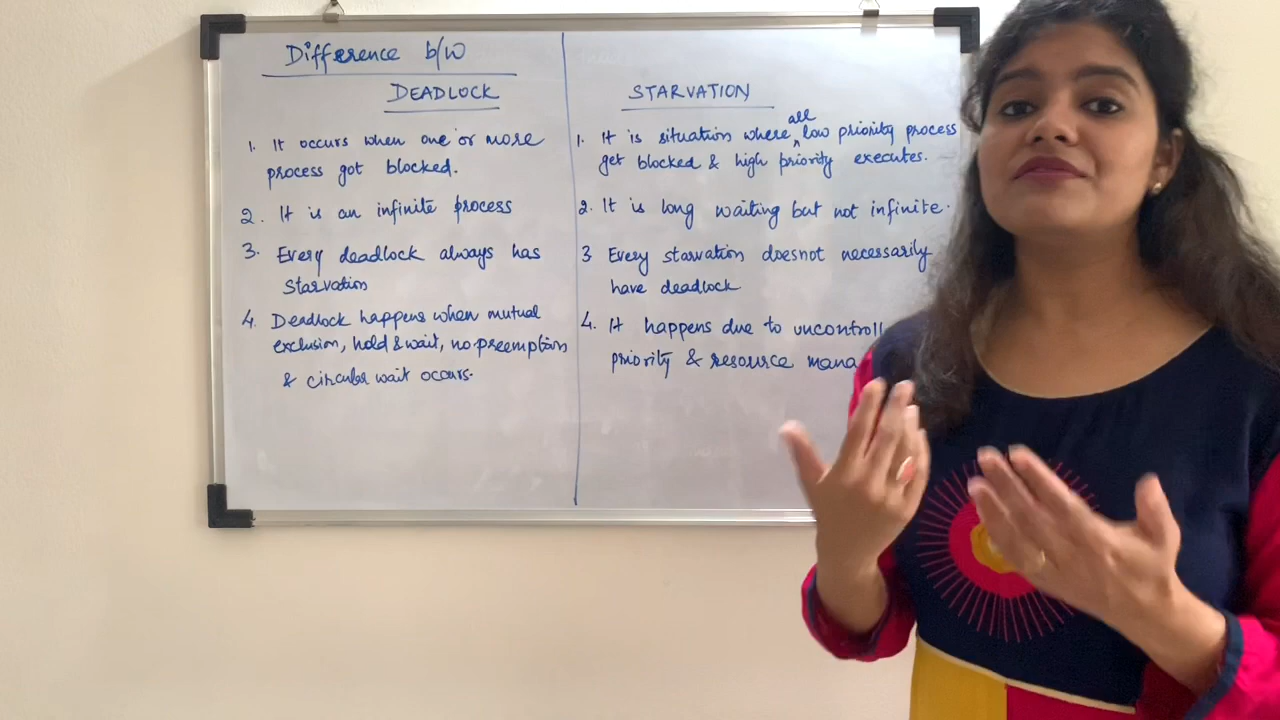 Difference b/w
DEADLOCK
1. It occurs when one or more
process got blocked.
2. It is an infinite process
3. Every deadlock always has
starvation
4. Deadlock happens when mutual
exclusion, hold & wait, no preemption
& circular wait occurs.
STARVATION
all
1. It is situation where ^ low priority process
get blocked & high priority executes.
2. It is long waiting but not infinite.
3 Every starvation doesnot necessarily
have deadlock
4. It happens due to uncontroll
priority & resource mana